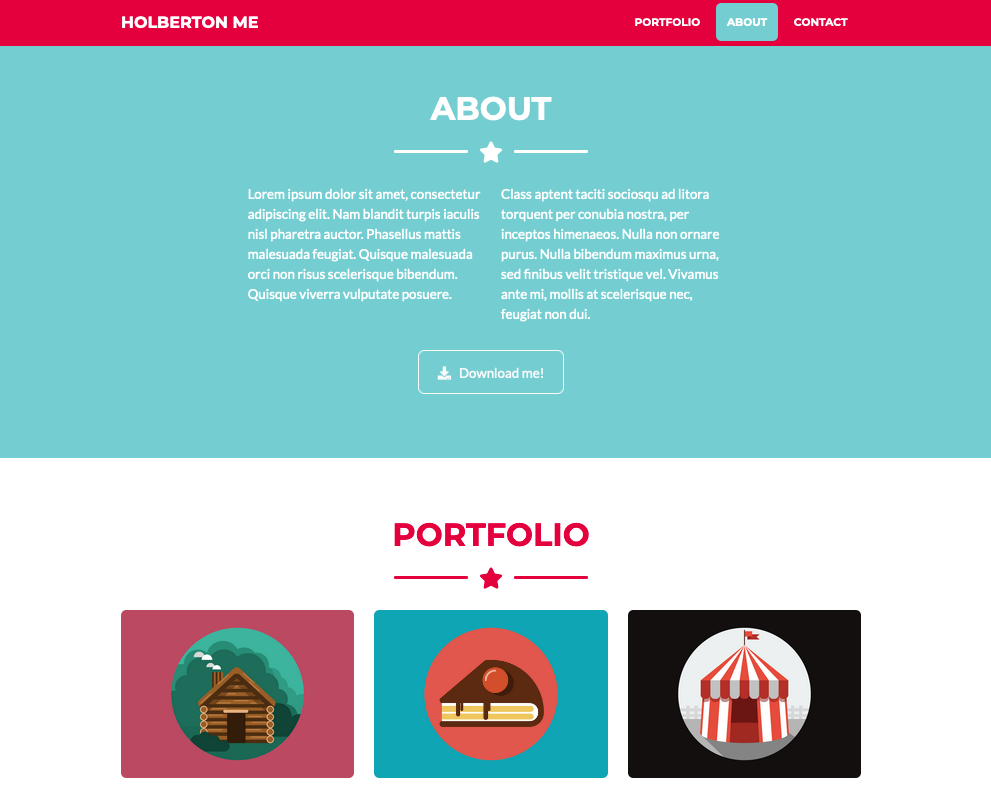 HOLBERTON ME
PORTFOLIO ABOUT CONTACT
ABOUT
Lorem ipsum dolor sit amet, consectetur
adipiscing elit. Nam blandit turpis iaculis
nisl pharetra auctor. Phasellus mattis
malesuada feugiat. Quisque malesuada
orci non risus scelerisque bibendum.
Quisque viverra vulputate posuere.
Class aptent taciti sociosqu ad litora
torquent per conubia nostra, per
inceptos himenaeos. Nulla non ornare
purus. Nulla bibendum maximus urna,
sed finibus velit tristique vel. Vivamus
ante mi, mollis at scelerisque nec,
feugiat non dui.
Download me!
PORTFOLIO